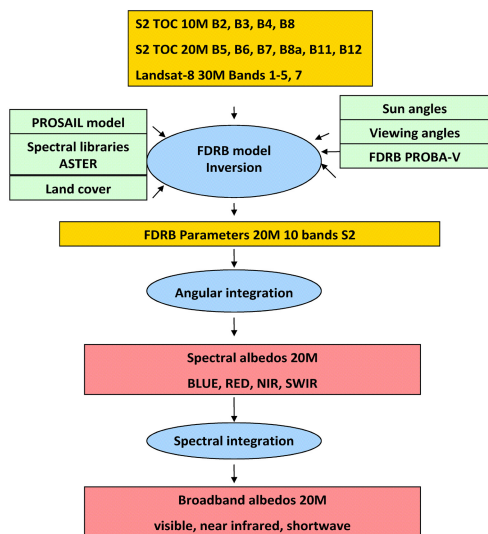 S2 TOC 10M B2, B3, B4, B8
S2 TOC 20M B5, B6, B7, B8a, B11, B12
Landsat-8 30M Bands 1-5, 7
PROSAIL model
Spectral libraries
ASTER
Land cover
FDRB model
Inversion
Sun angles
Viewing angles
FDRB PROBA-V
FDRB Parameters 20M 10 bands S2
Angular integration
Spectral albedos 20M
BLUE, RED, NIR, SWIR
Spectral integration
Broadband albedos 20M
visible, near infrared, shortwave